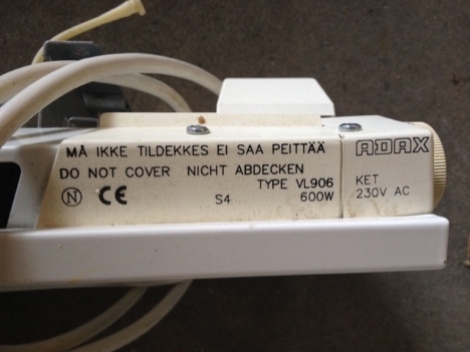 MÅ IKKE TILDEKKES EI SAA PEITTÄÄ
DO NOT COVER NICHT ABDECKEN
TYPE VL906
N CE S4 600W
ADAX
KET
230V AC